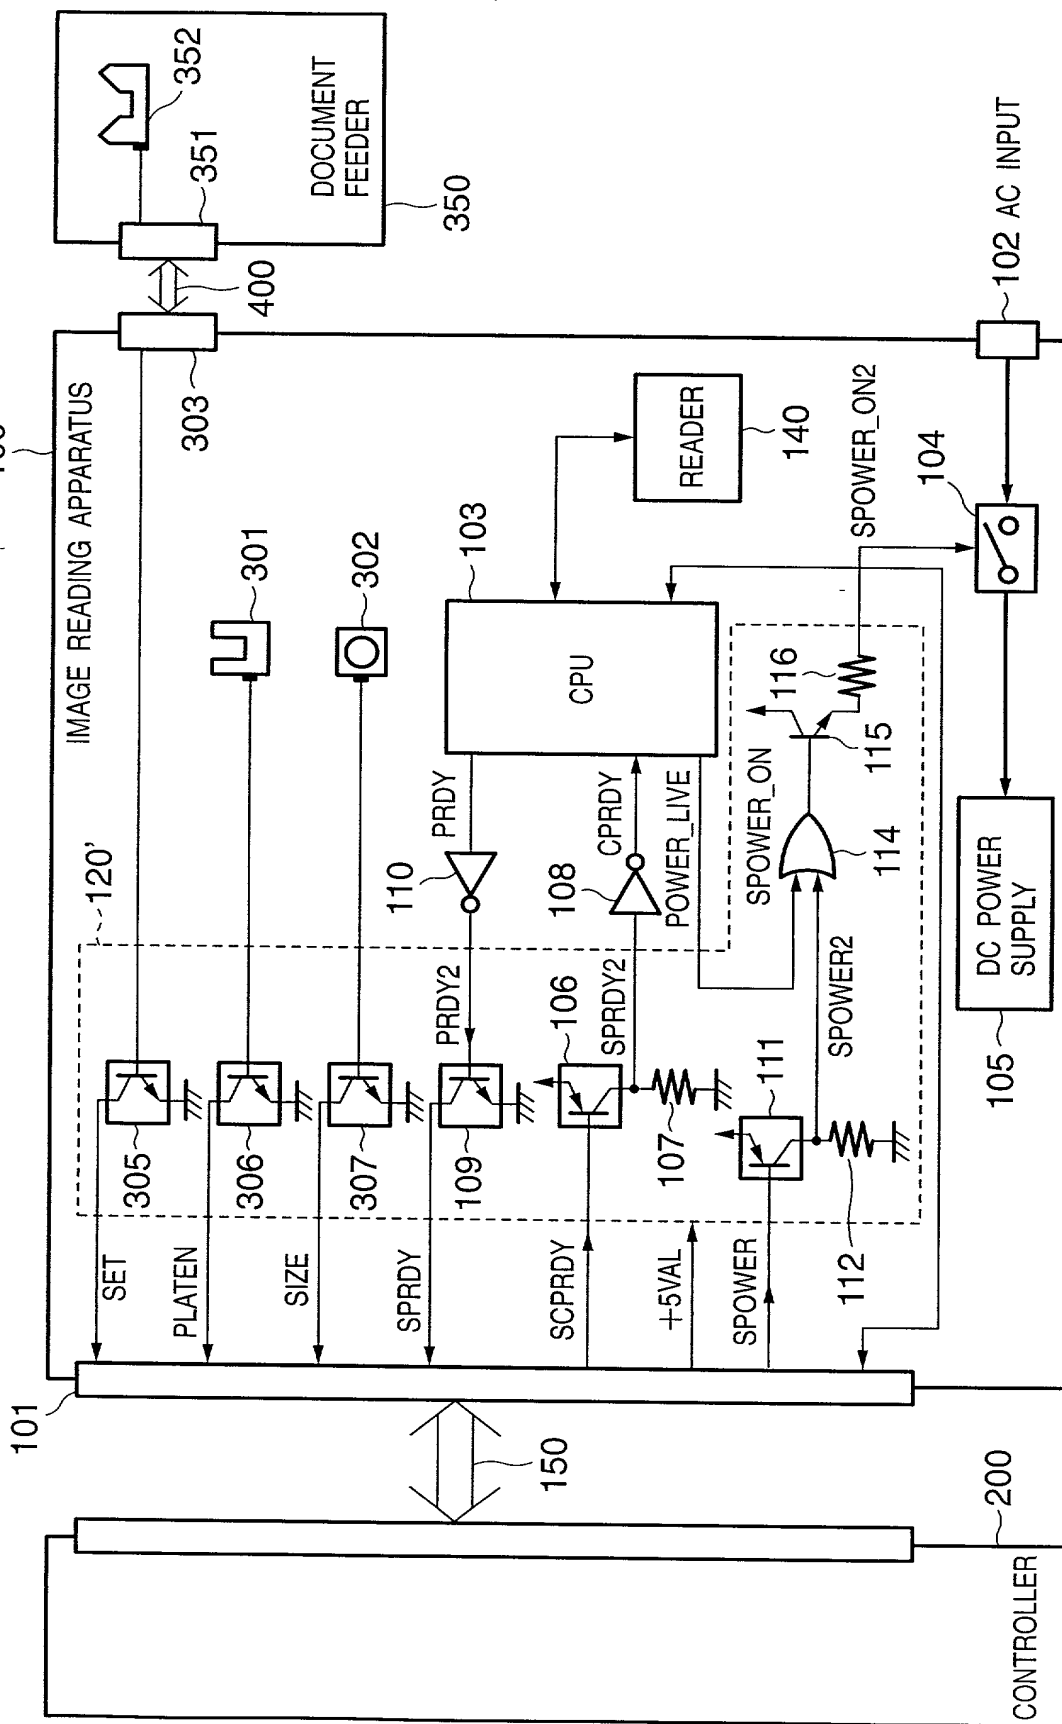 CONTROLLER
200
150
101
SET
PLATEN
SIZE
SPRDY
SCPRDY
+5VAL
SPOWER
120'
305
306
307
109
PRDY2
106
SPRDY2
107
111
SPOWER2
112
110
PRDY
108
CPRDY
POWER_LIVE
SPOWER_ON
114
115
116
CPU
103
301
302
IMAGE READING APPARATUS
READER
140
SPOWER_ON2
104
102 AC INPUT
DC POWER
SUPPLY
105
303
400
351
352
DOCUMENT
FEEDER
350